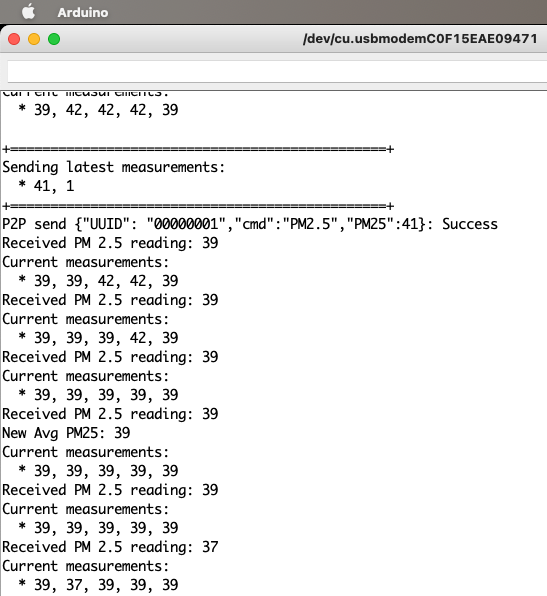 Arduino
/dev/cu.usbmodemC0F15EAE09471
Current measurements:
* 39, 42, 42, 42, 39
+==============================================+
Sending latest measurements:
* 41, 1
+==============================================+
P2P send {"UUID": "00000001","cmd":"PM2.5","PM25":41}: Success
Received PM 2.5 reading: 39
Current measurements:
* 39, 39, 42, 42, 39
Received PM 2.5 reading: 39
Current measurements:
* 39, 39, 39, 42, 39
Received PM 2.5 reading: 39
Current measurements:
* 39, 39, 39, 39, 39
Received PM 2.5 reading: 39
New Avg PM25: 39
Current measurements:
* 39, 39, 39, 39, 39
Received PM 2.5 reading: 39
Current measurements:
* 39, 39, 39, 39, 39
Received PM 2.5 reading: 37
Current measurements:
* 39, 37, 39, 39, 39